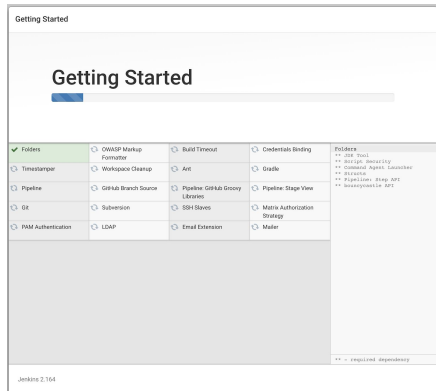 Getting Started
Getting Started
Folders
OWASP Markup Formatter
Build Timeout
Credentials Binding
Timestamper
Workspace Cleanup
Ant
Gradle
Pipeline
GitHub Branch Source
Pipeline: GitHub Groovy Libraries
Pipeline: Stage View
Git
Subversion
SSH Slaves
Matrix Authorization Strategy
PAM Authentication
LDAP
Email Extension
Mailer
Folders
** JDK Tool
** Script Security
** Command Agent Launcher
** Structs
** Pipeline: Step API
** bouncycastle API
** - required dependency
Jenkins 2.164